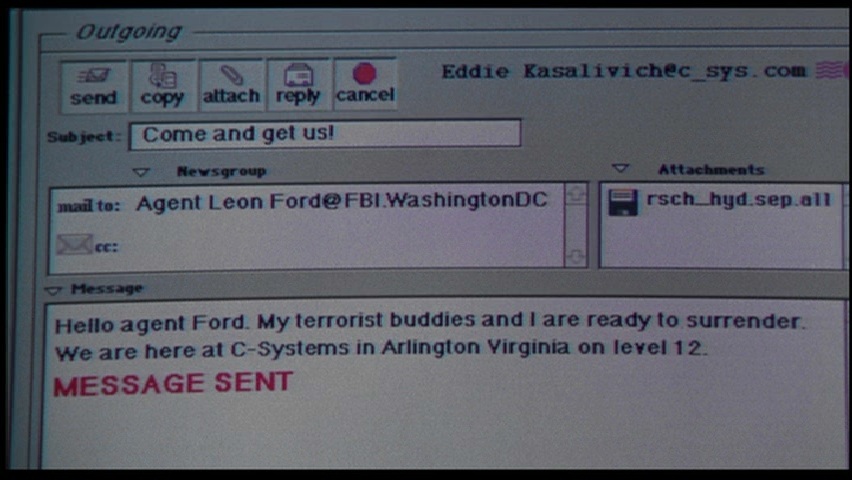 Outgoing
send copy attach reply cancel
Eddie Kasalivich@c_sys.com
Subject: Come and get us!
Newsgroup
Attachments
mail to: Agent Leon Ford@FBI.WashingtonDC
rsch_hyd.sep.all
cc:
Message
Hello agent Ford. My terrorist buddies and I are ready to surrender.
We are here at C-Systems in Arlington Virginia on level 12.
MESSAGE SENT